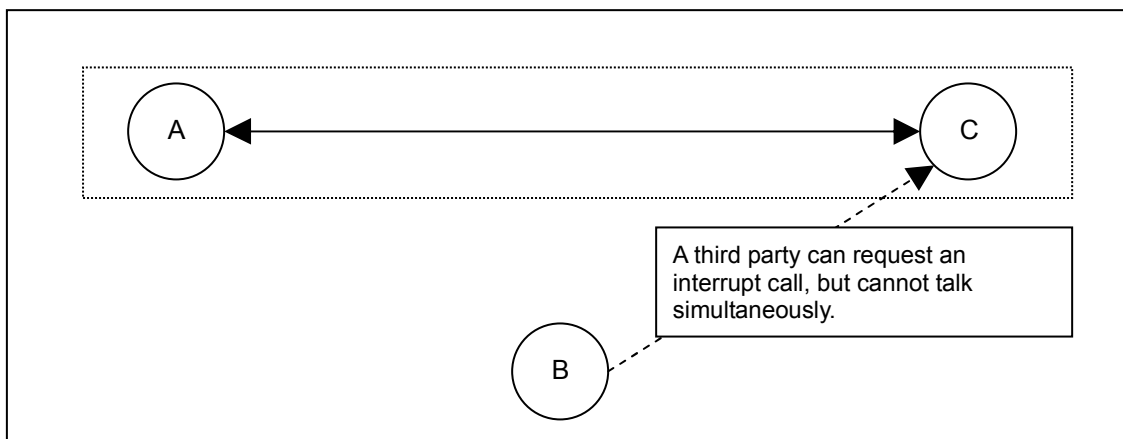 A
C
A third party can request an
interrupt call, but cannot talk
simultaneously.
B